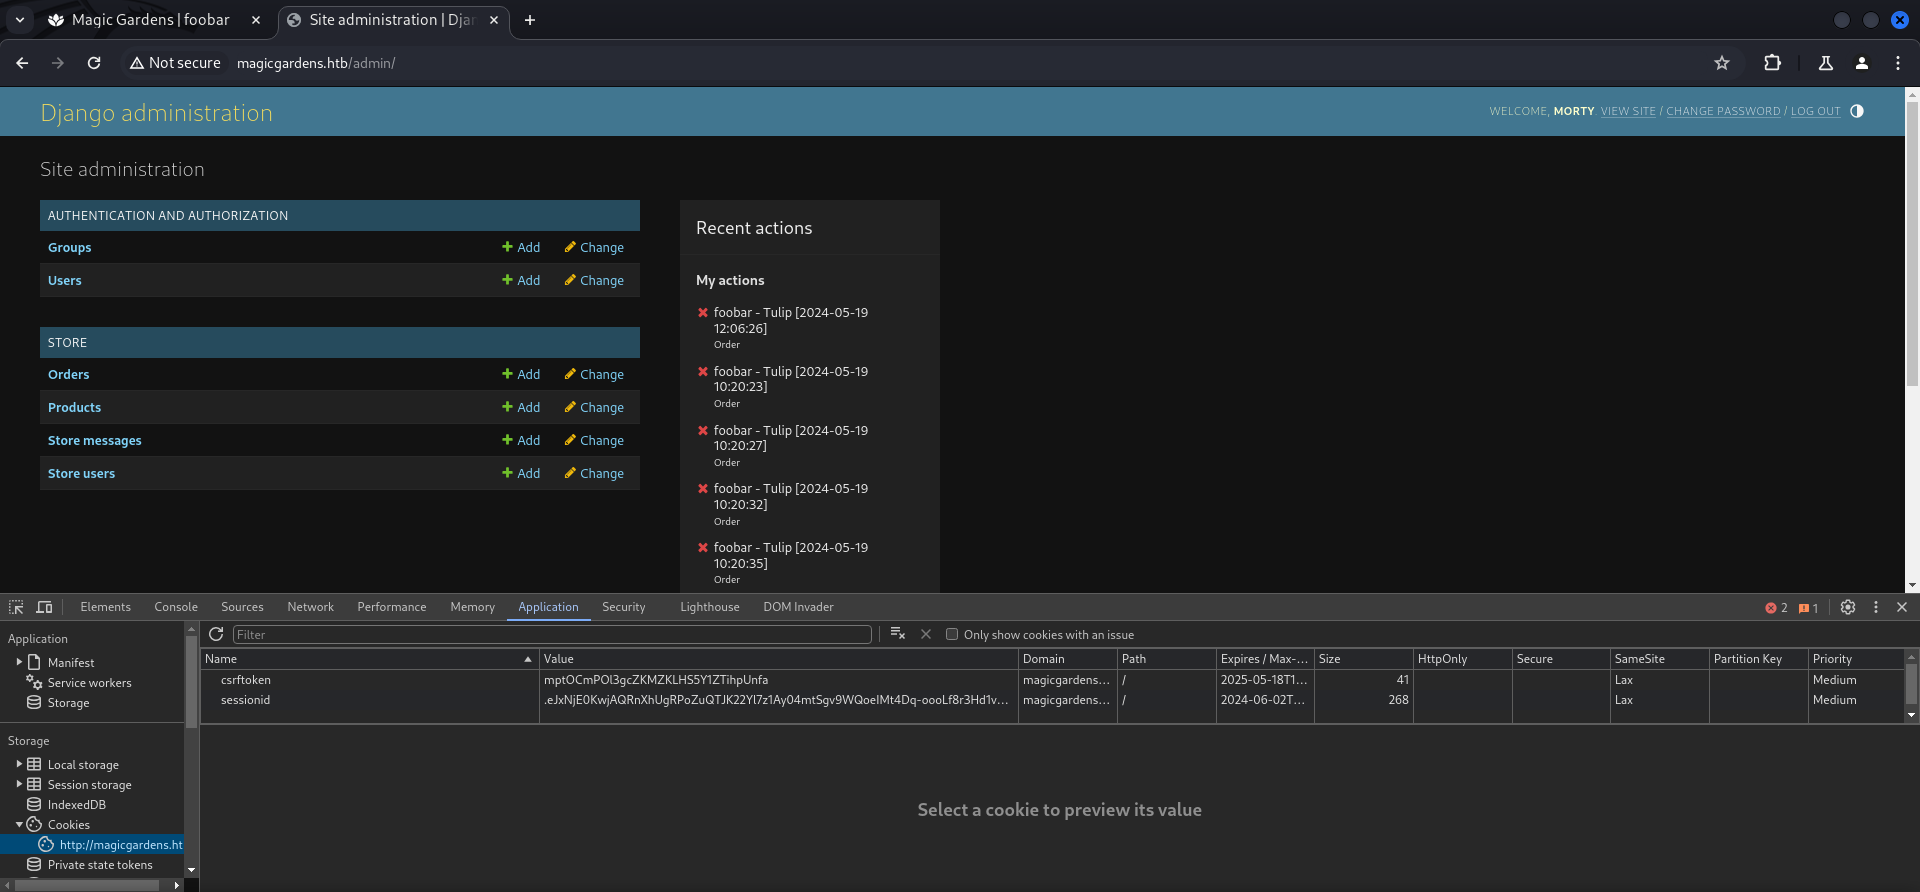 Magic Gardens | foobar
Site administration | Djan
Not secure
magicgardens.htb/admin/
Django administration
WELCOME, MORTY. VIEW SITE / CHANGE PASSWORD / LOG OUT
Site administration
AUTHENTICATION AND AUTHORIZATION
Groups Add Change
Users Add Change
STORE
Orders Add Change
Products Add Change
Store messages Add Change
Store users Add Change
Recent actions
My actions
foobar - Tulip [2024-05-19
12:06:26]
Order
foobar - Tulip [2024-05-19
10:20:23]
Order
foobar - Tulip [2024-05-19
10:20:27]
Order
foobar - Tulip [2024-05-19
10:20:32]
Order
foobar - Tulip [2024-05-19
10:20:35]
Order
Elements Console Sources Network Performance Memory Application Security Lighthouse DOM Invader 2 1
Application
Manifest
Service workers
Storage
Storage
Local storage
Session storage
IndexedDB
Cookies
http://magicgardens.ht
Private state tokens
Filter
Only show cookies with an issue
Name Value Domain Path Expires / Max-... Size HttpOnly Secure SameSite Partition Key Priority
csrftoken mptOCmPOl3gcZKMZKLHS5Y1ZTihpUnfa magicgardens... / 2025-05-18T1... 41 Lax Medium
sessionid magicgardens... / 2024-06-02T... 268 Lax Medium
Select a cookie to preview its value